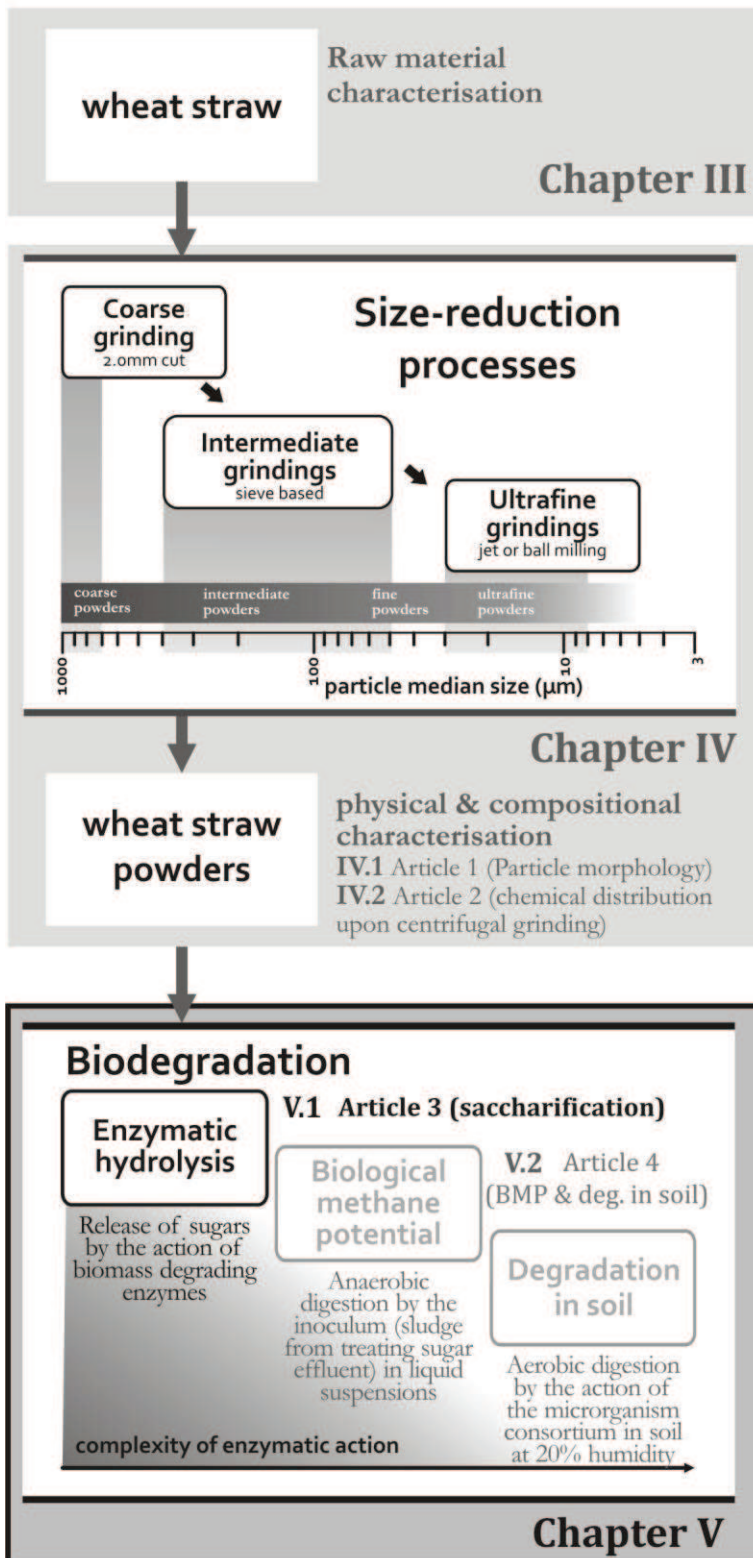 wheat straw
Raw material
characterisation
Chapter III
Coarse
grinding
2.0mm cut
Size-reduction
processes
Intermediate
grindings
sieve based
Ultrafine
grindings
jet or ball milling
coarse
powders
intermediate
powders
fine
powders
ultrafine
powders
1000
100
10
3
particle median size (µm)
Chapter IV
wheat straw
powders
physical & compositional
characterisation
IV.1 Article 1 (Particle morphology)
IV.2 Article 2 (chemical distribution
upon centrifugal grinding)
Biodegradation
V.1 Article 3 (saccharification)
Enzymatic
hydrolysis
Release of sugars
by the action of
biomass degrading
enzymes
Biological
methane
potential
Anaerobic
digestion by the
inoculum (sludge
from treating sugar
effluent) in liquid
suspensions
V.2 Article 4
(BMP & deg. in soil)
Degradation
in soil
Aerobic digestion
by the action of
the microrganism
consortium in soil
at 20% humidity
complexity of enzymatic action
Chapter V